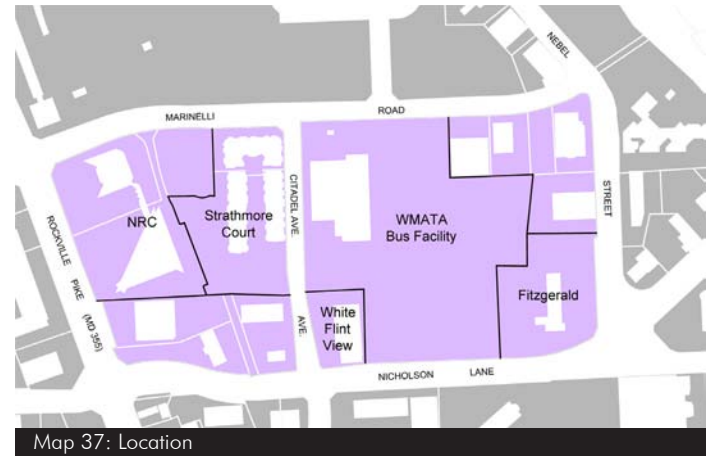 NEBEL
MARINELLI
ROAD
CITADEL AVE.
STREET
NRC
Strathmore
Court
WMATA
Bus Facility
ROCKVILLE
PIKE
(MD 355)
AVE.
White
Flint
View
Fitzgerald
NICHOLSON
LANE
Map 37: Location